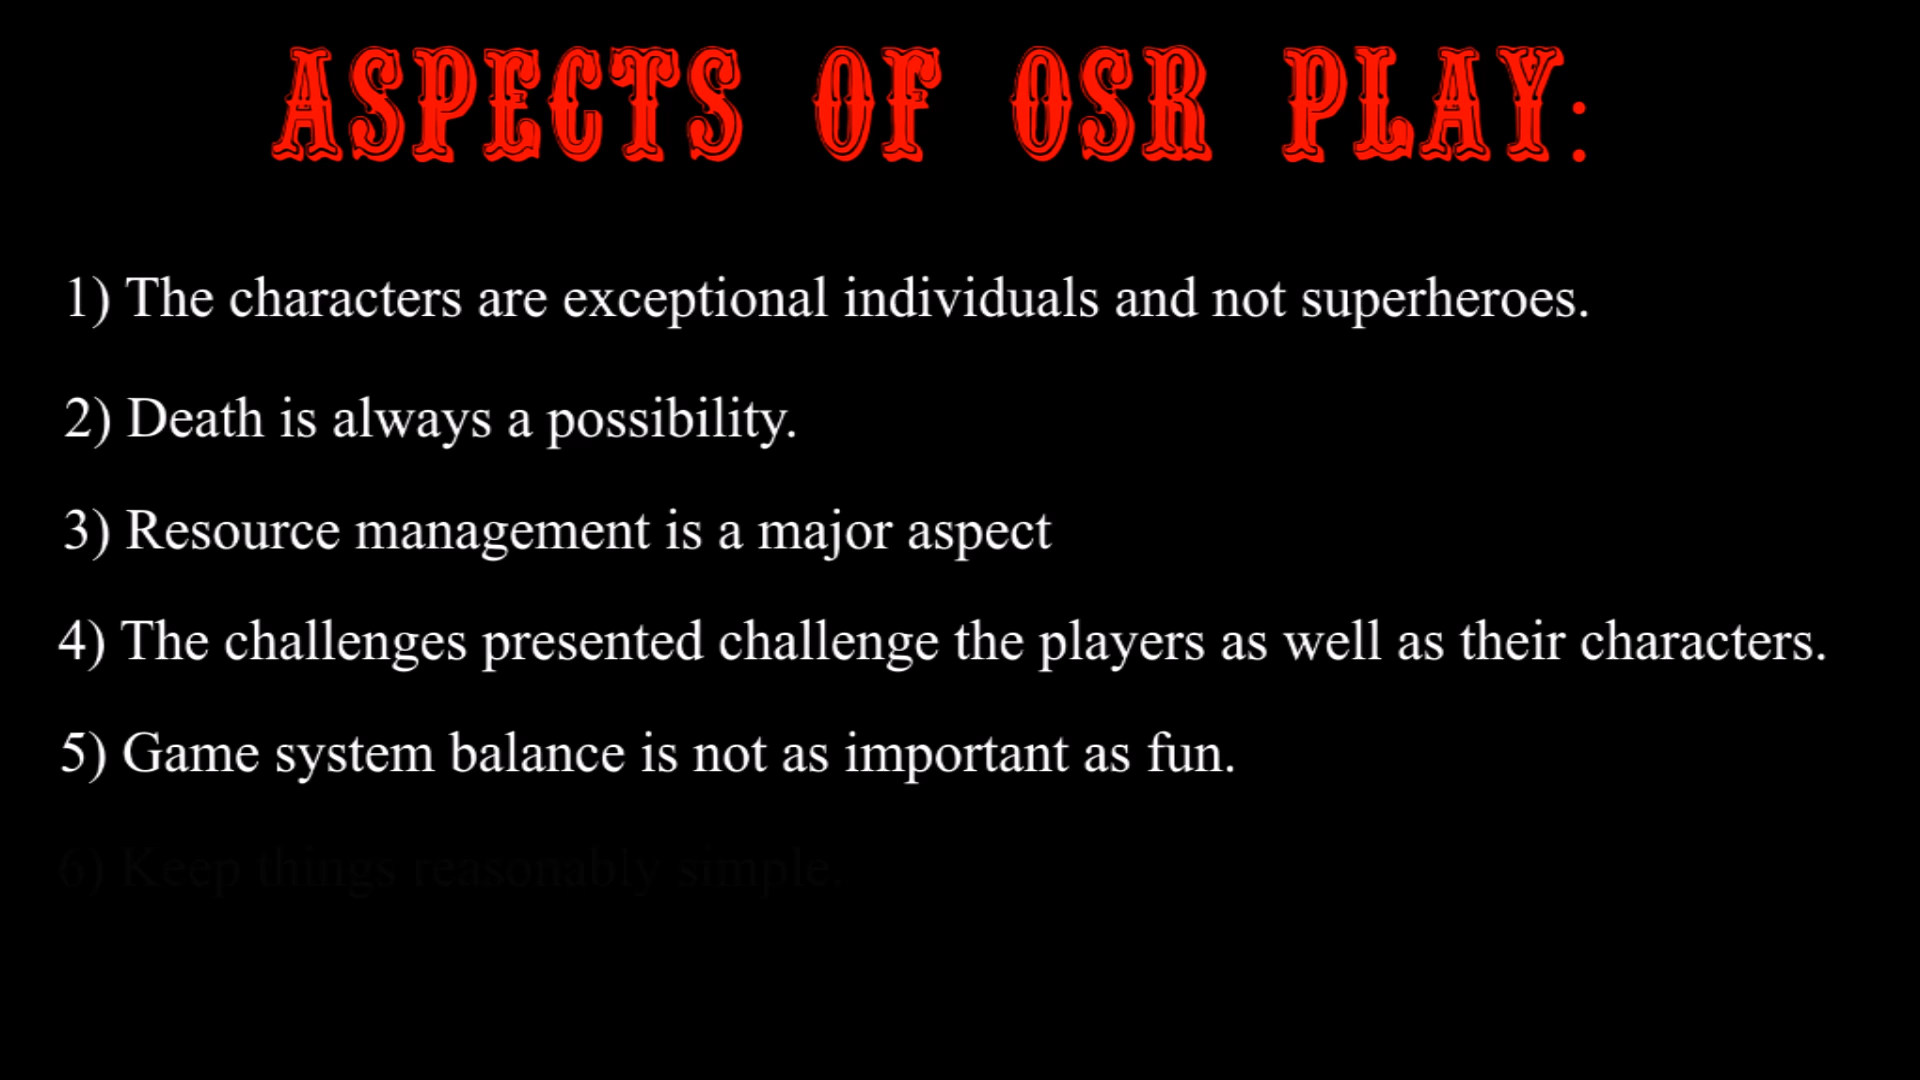 ASPECTS OF OSR PLAY:
1) The characters are exceptional individuals and not superheroes.
2) Death is always a possibility.
3) Resource management is a major aspect
4) The challenges presented challenge the players as well as their characters.
5) Game system balance is not as important as fun.
6) Keep things reasonably simple.